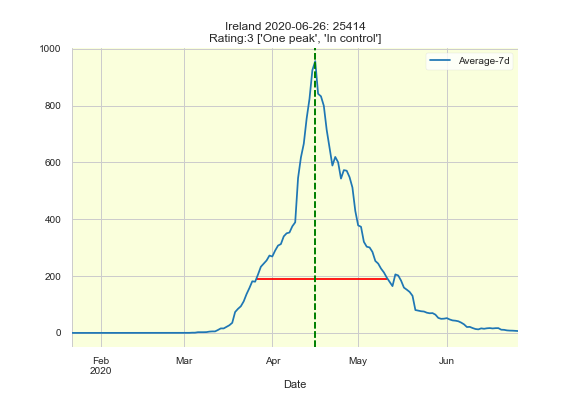 Ireland 2020-06-26: 25414
Rating:3 ['One peak', 'In control']
Average-7d
1000
800
600
400
200
0
Feb
2020
Mar
Apr
May
Jun
Date